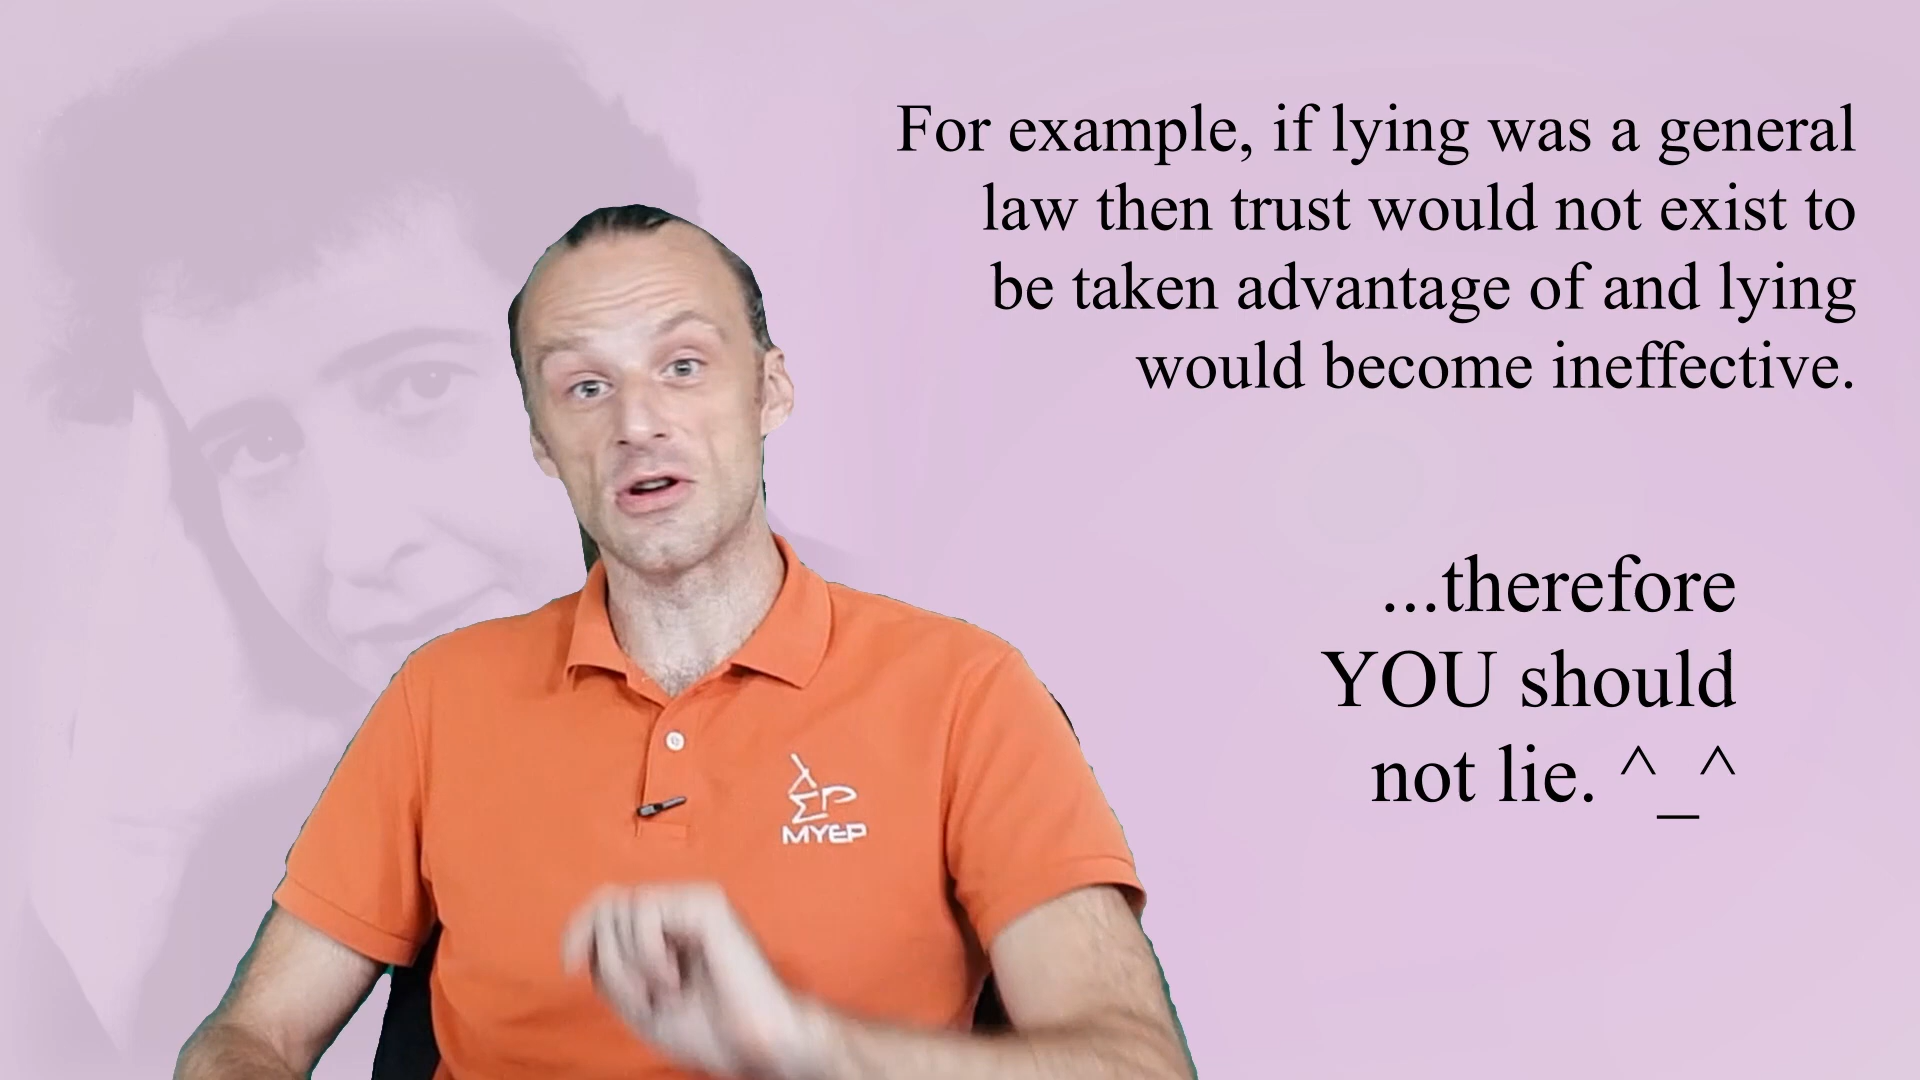 For example, if lying was a general
law then trust would not exist to
be taken advantage of and lying
would become ineffective.
...therefore
YOU should
not lie. ^_^
MYEP